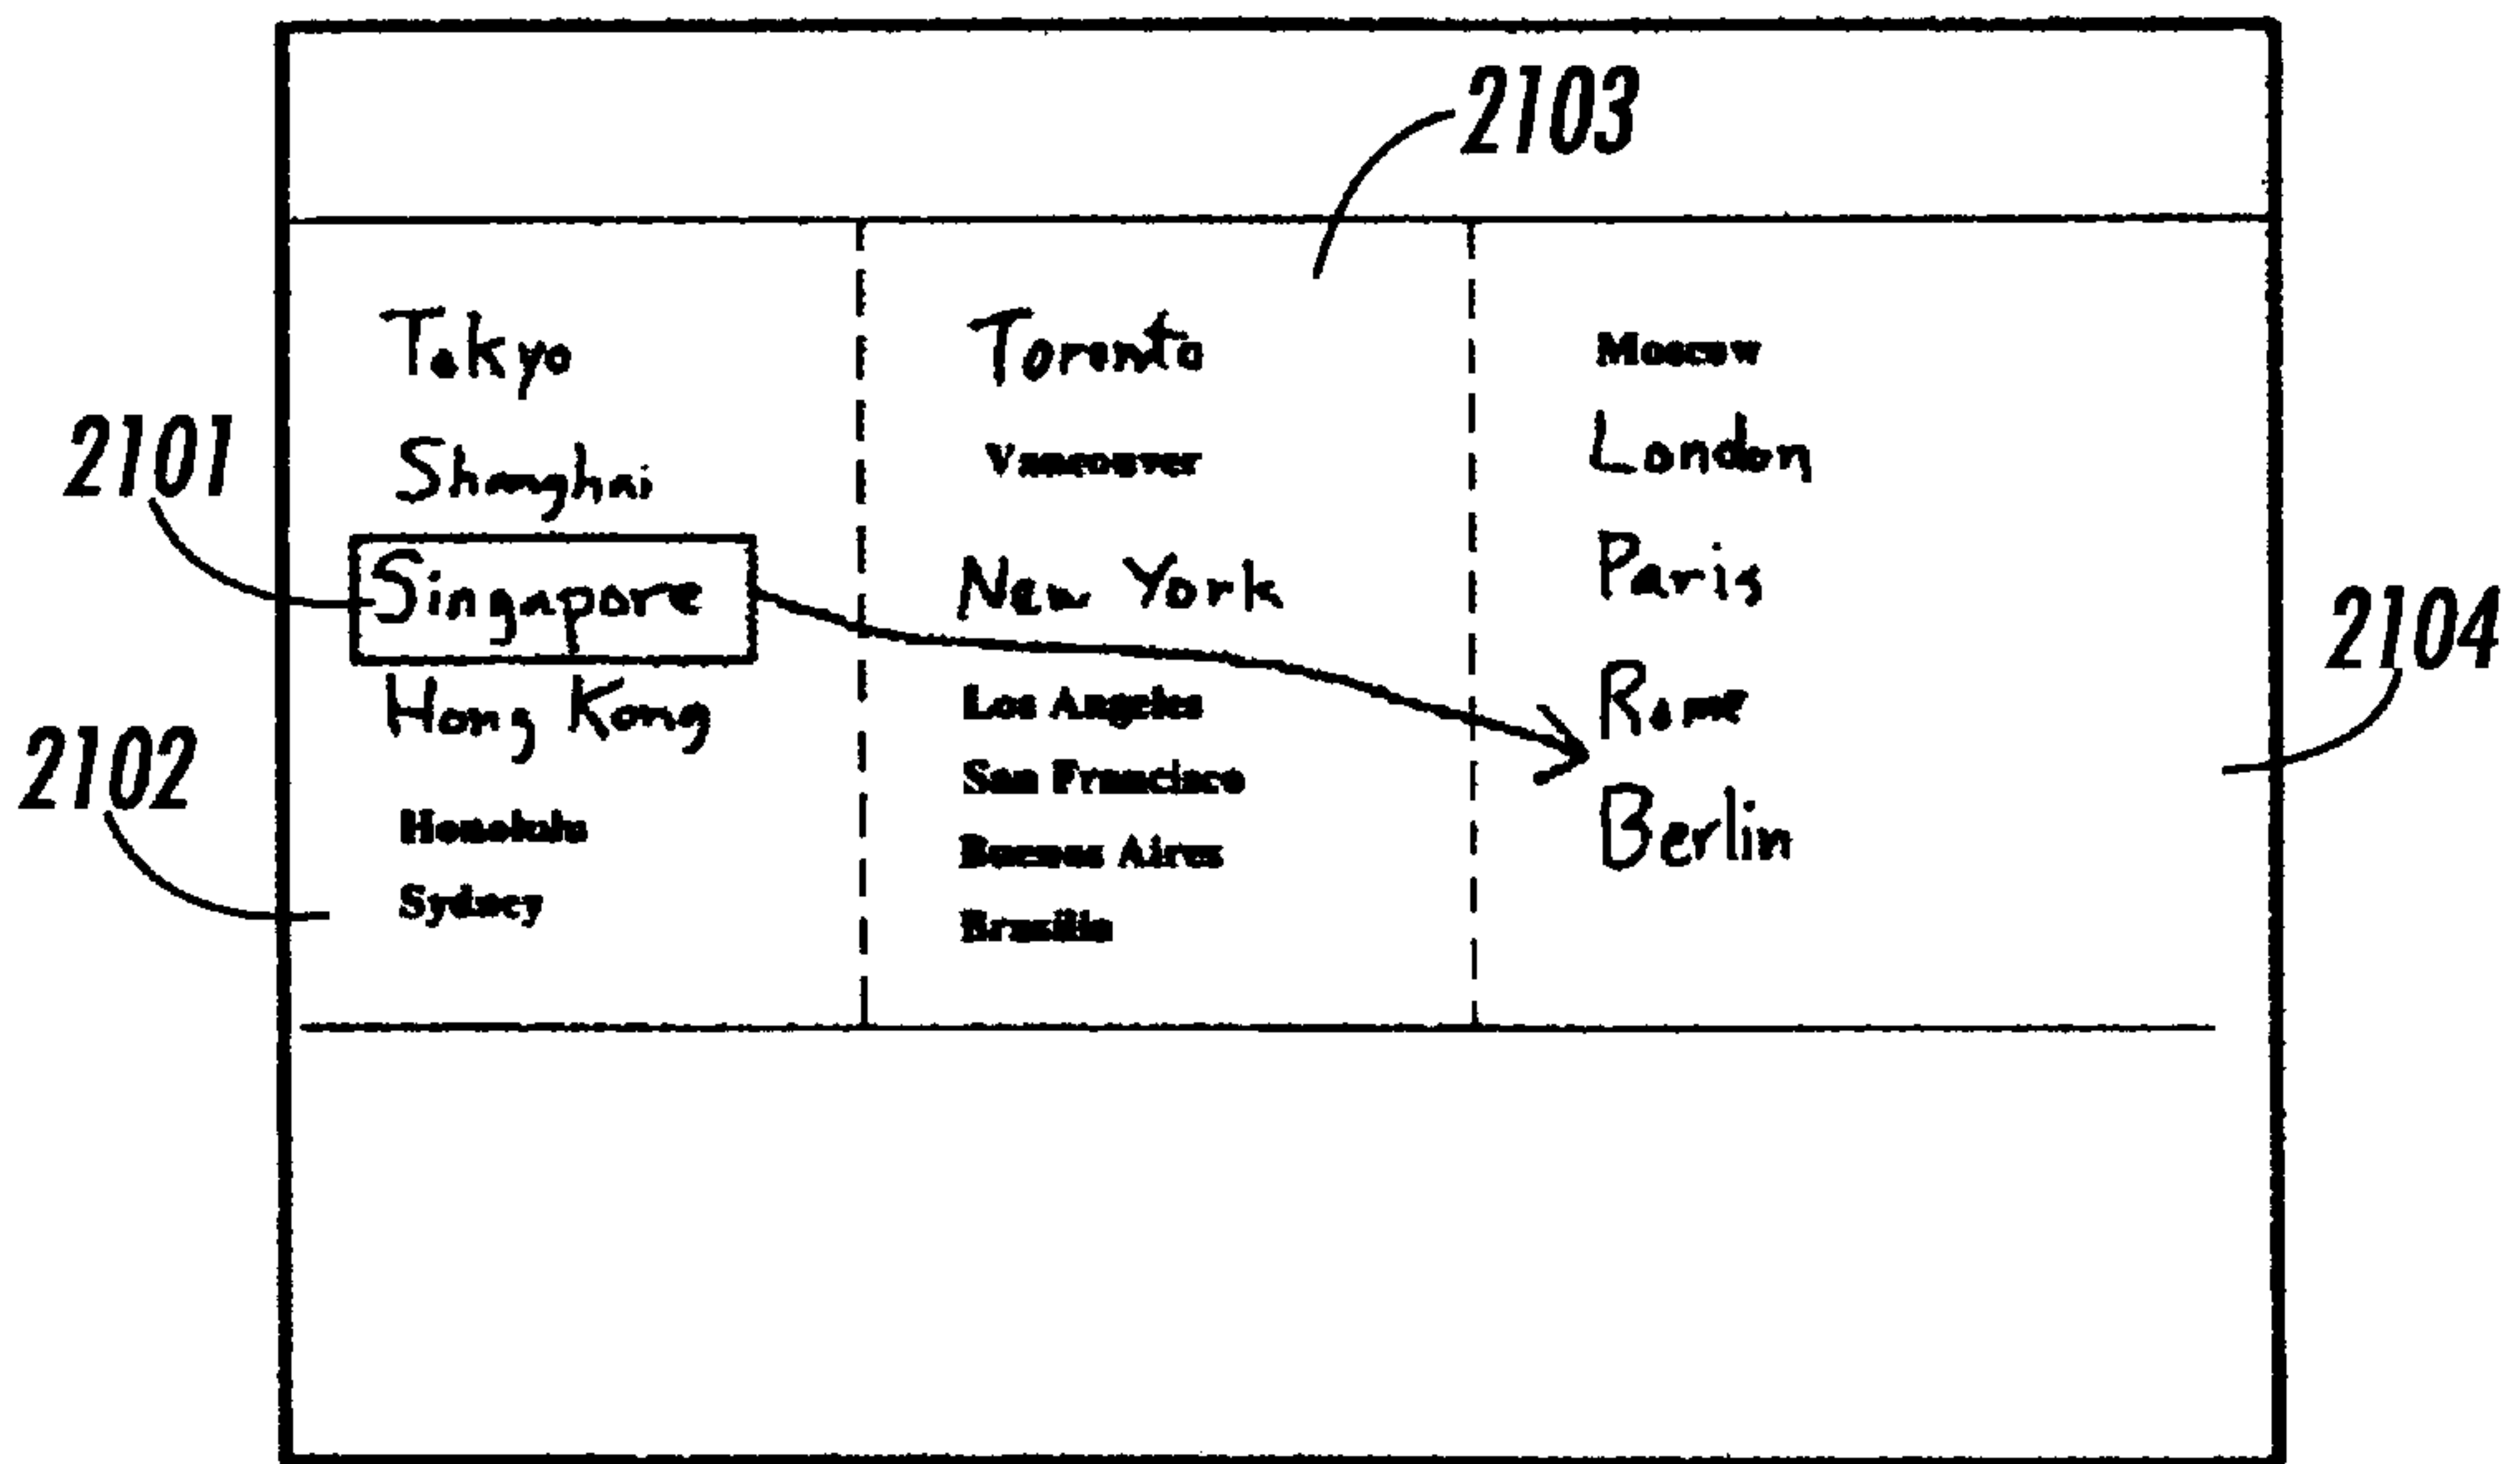 2103
Tokyo
Shanghai
Singapore
Hong Kong
Honolulu
Sydney
Toronto
Vancouver
New York
Los Angeles
San Francisco
Buenos Aires
Brasilia
Moscow
London
Paris
Rome
Berlin
2101
2102
2104